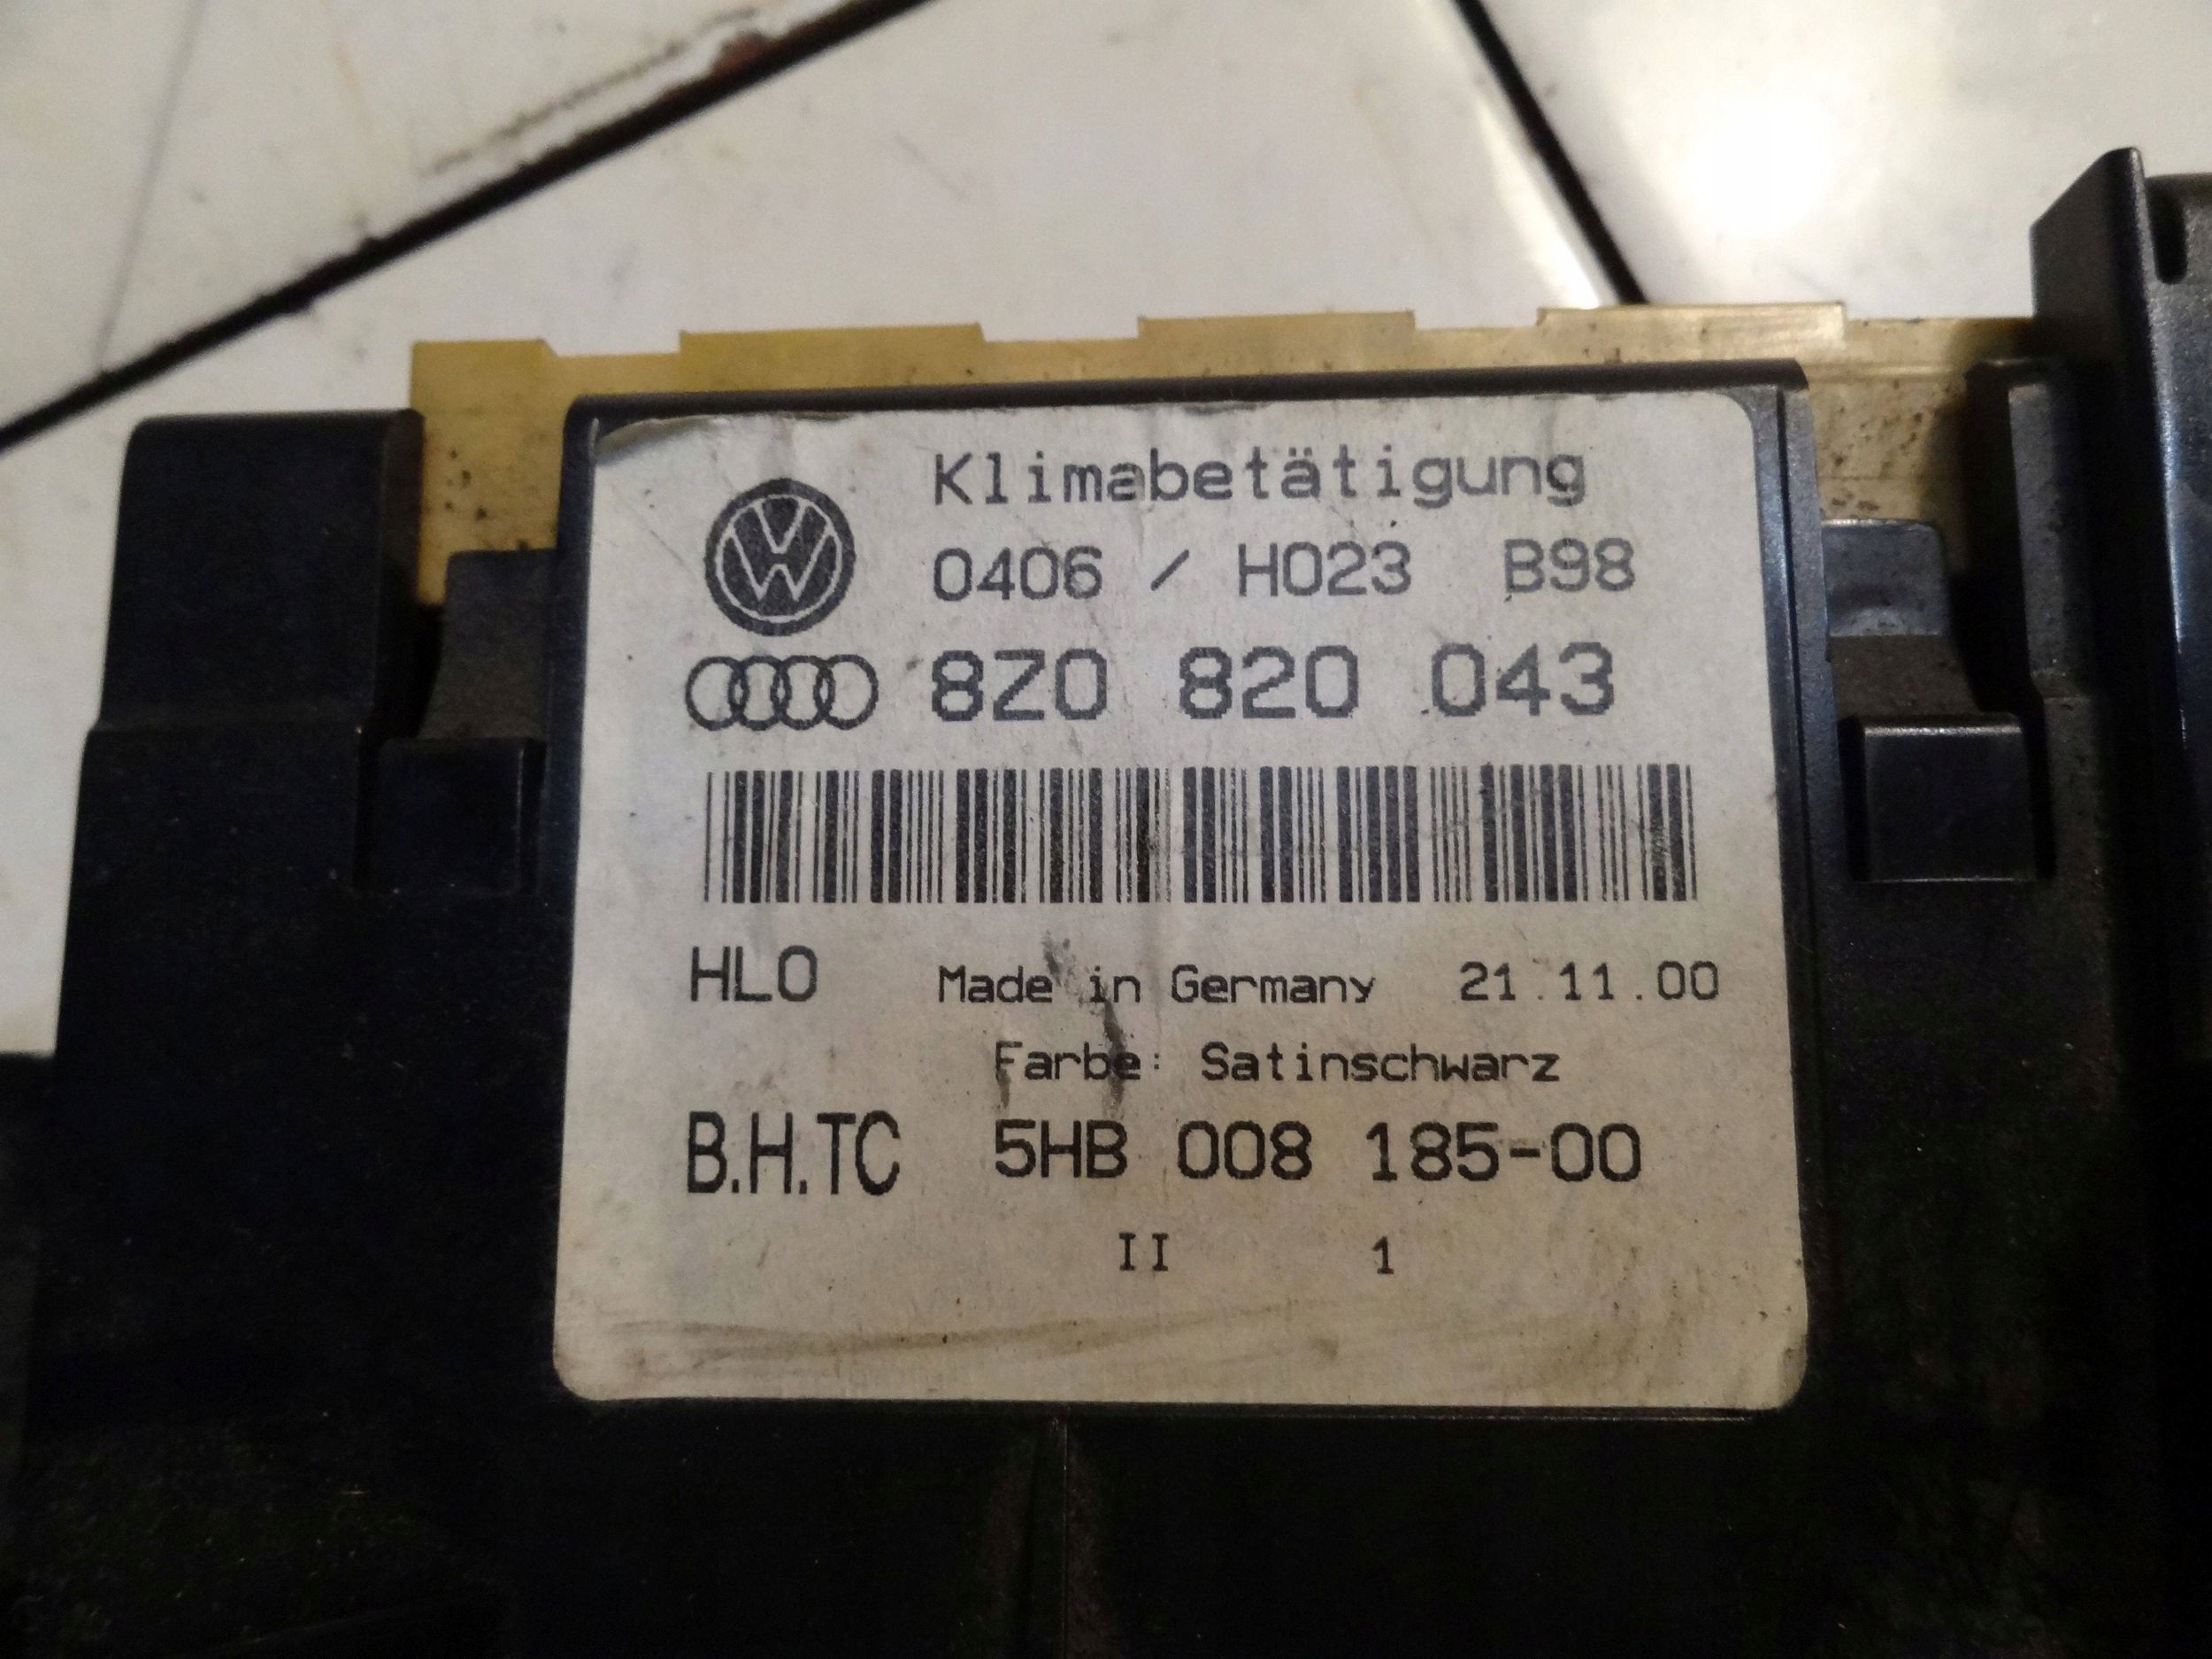 Klimabetätigung
0406 / H023 B98
8Z0 820 043
HLO Made in Germany 21.11.00
Farbe: Satinschwarz
B.H.TC 5HB 008 185-00
II 1